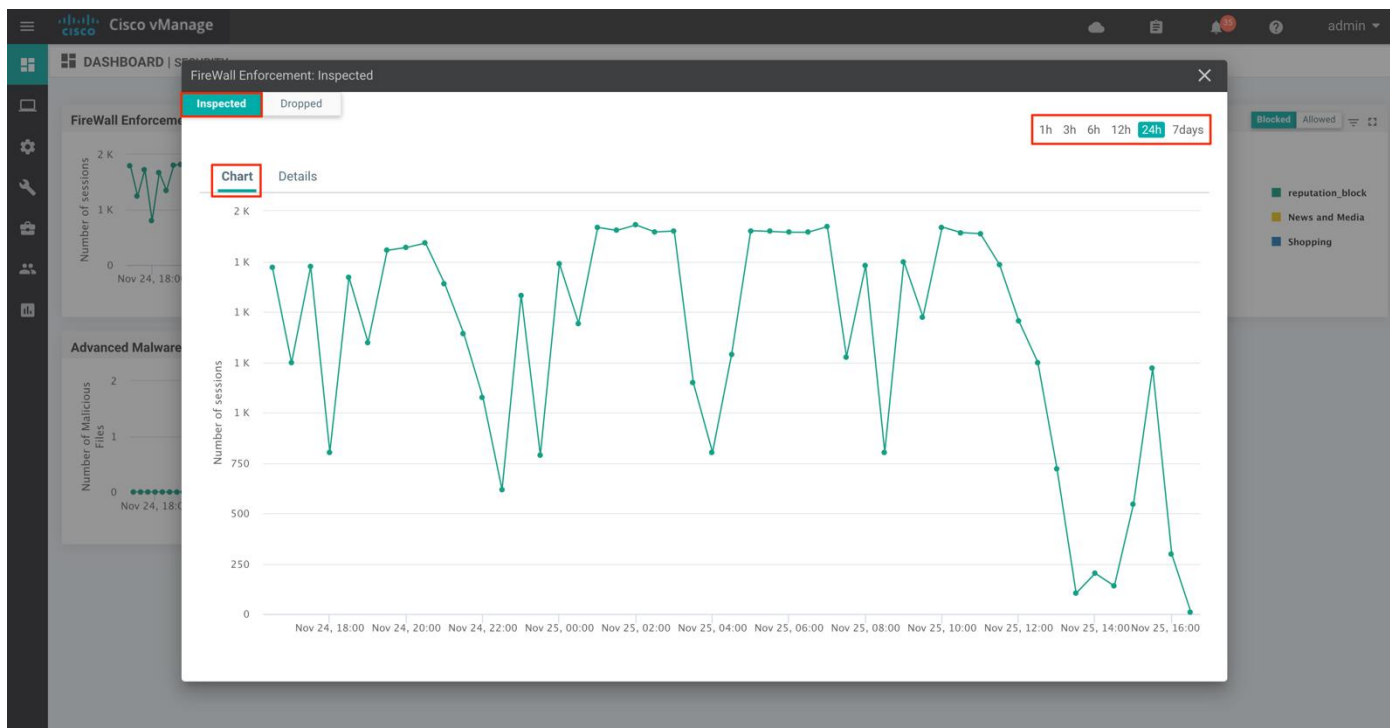 cisco Cisco vManage
35
admin
DASHBOARD |
FireWall Enforcement: Inspected
Inspected Dropped
1h 3h 6h 12h 24h 7days
Chart Details
2 K
1 K
1 K
1 K
1 K
750
500
250
0
Number of sessions
Nov 24, 18:00 Nov 24, 20:00 Nov 24, 22:00 Nov 25, 00:00 Nov 25, 02:00 Nov 25, 04:00 Nov 25, 06:00 Nov 25, 08:00 Nov 25, 10:00 Nov 25, 12:00 Nov 25, 14:00 Nov 25, 16:00
FireWall Enforceme
2 K
1 K
0
Number of sessions
Nov 24, 18:0
Blocked Allowed
reputation_block
News and Media
Shopping
Advanced Malware
2
1
0
Number of Malicious
Files
Nov 24, 18: